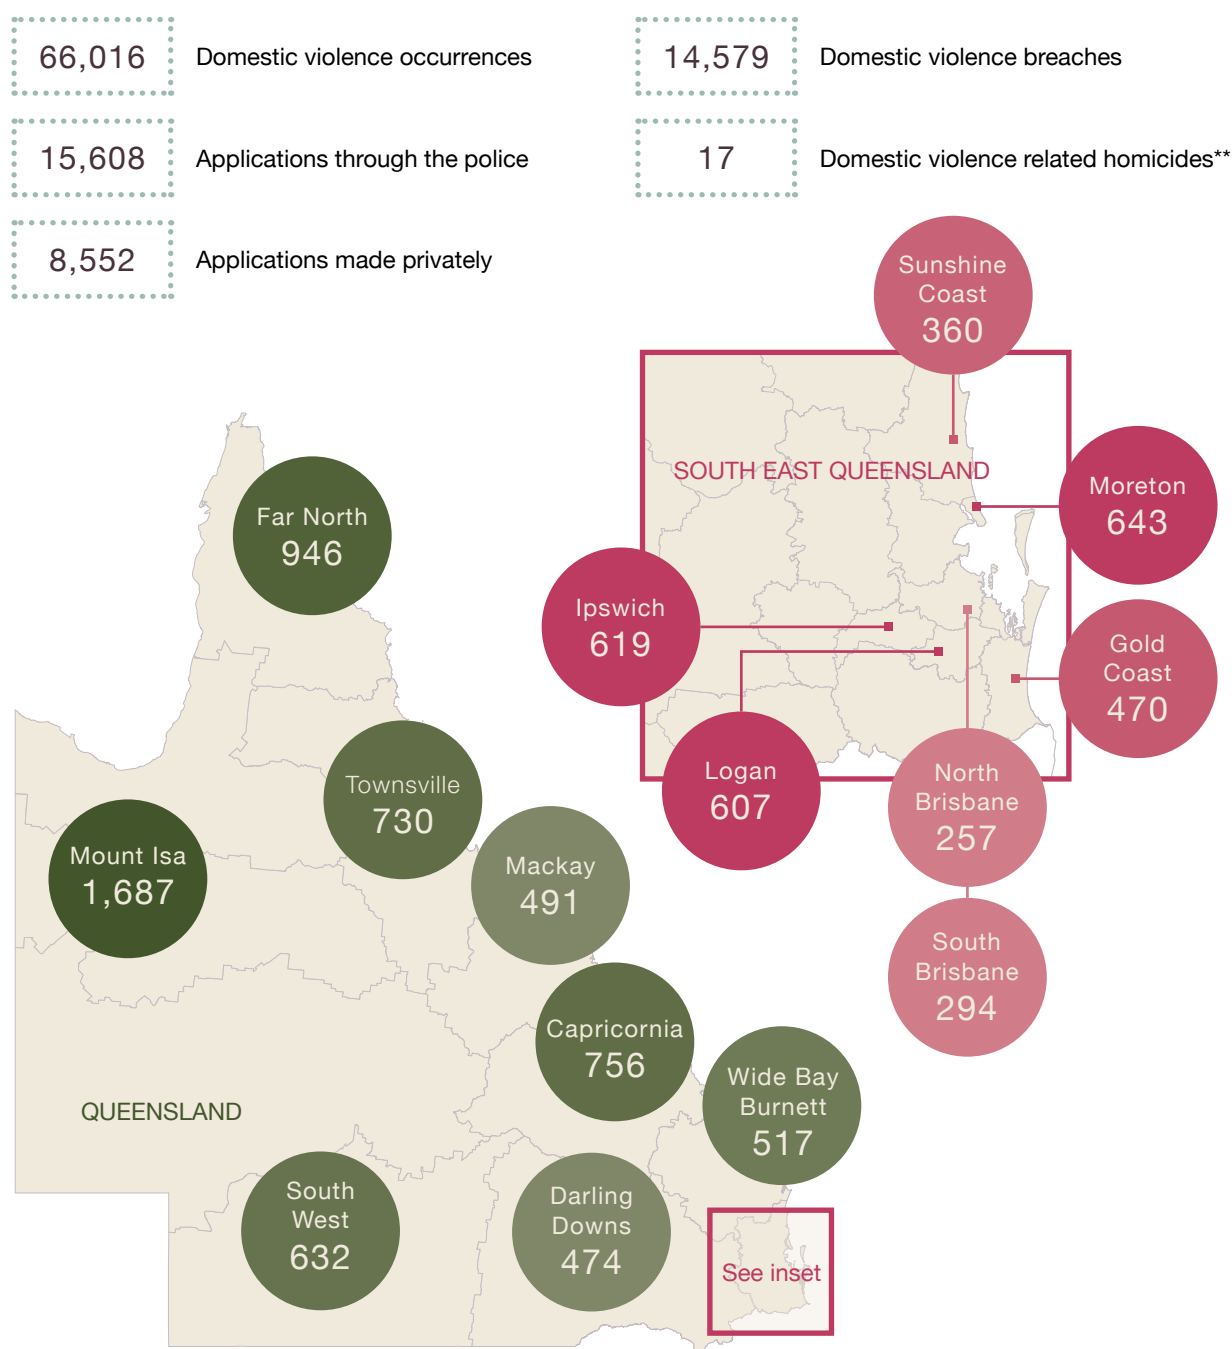 66,016
Domestic violence occurrences
14,579
Domestic violence breaches
15,608
Applications through the police
17
Domestic violence related homicides**
8,552
Applications made privately
Sunshine
Coast
360
SOUTH EAST QUEENSLAND
Moreton
643
Far North
946
Ipswich
619
Gold
Coast
470
Logan
607
North
Brisbane
257
Townsville
730
Mount Isa
1,687
Mackay
491
South
Brisbane
294
Capricornia
756
Wide Bay
Burnett
517
QUEENSLAND
South
West
632
Darling
Downs
474
See inset